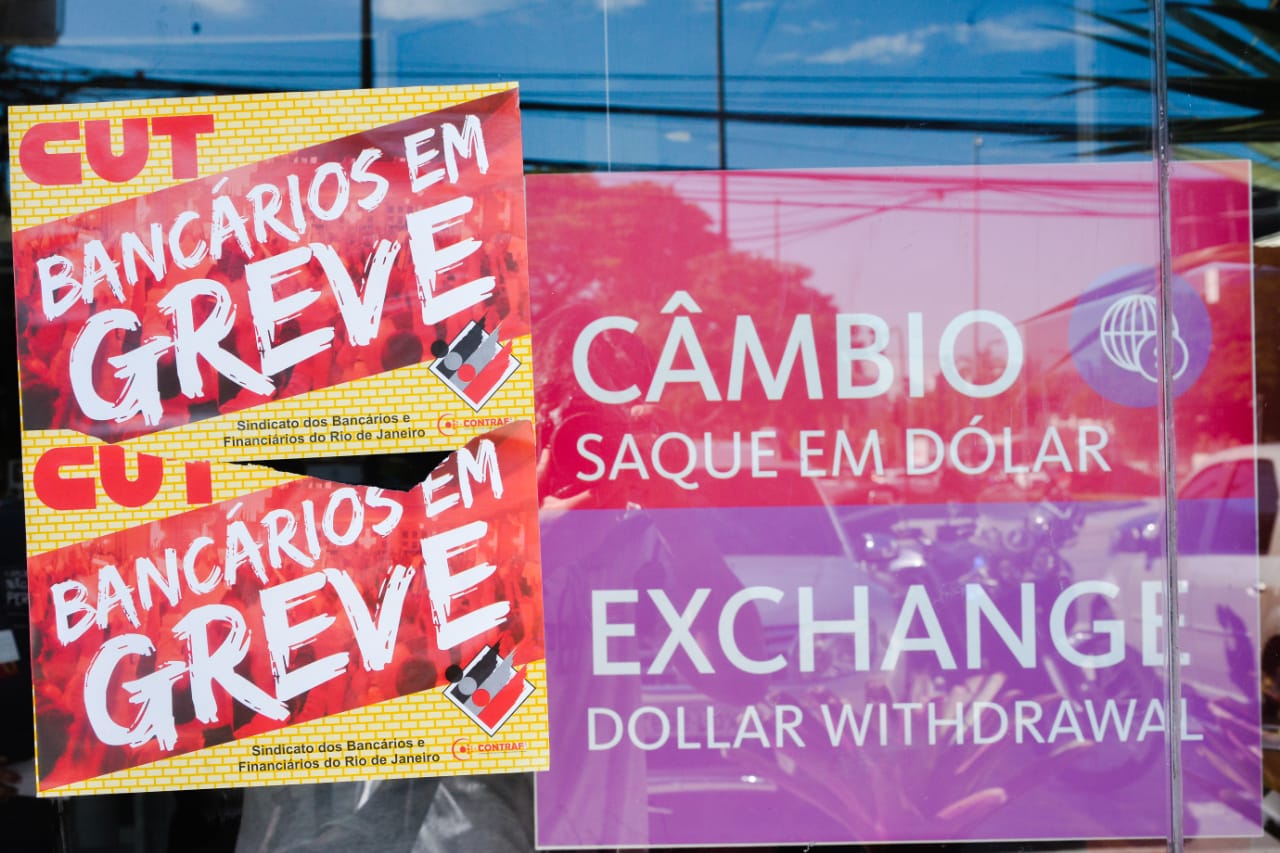 CUT
BANCÁRIOS EM
GREVE
Sindicato dos Bancários e
Financiários do Rio de Janeiro
CONTRAF
CUT
BANCÁRIOS EM
GREVE
Sindicato dos Bancários e
Financiários do Rio de Janeiro
CONTRAF
CÂMBIO
SAQUE EM DÓLAR
EXCHANGE
DOLLAR WITHDRAWAL